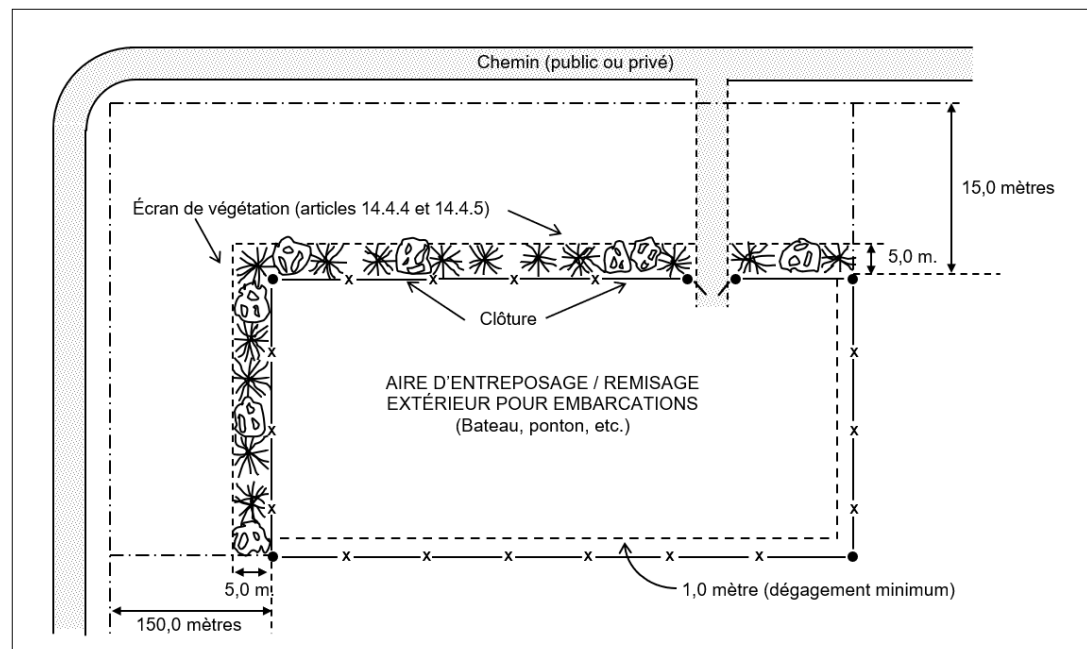 Chemin (public ou privé)
15,0 mètres
Écran de végétation (articles 14.4.4 et 14.4.5)
5,0 m.
Clôture
AIRE D'ENTREPOSAGE / REMISAGE
EXTÉRIEUR POUR EMBARCATIONS
(Bateau, ponton, etc.)
5,0 m.
1,0 mètre (dégagement minimum)
150,0 mètres